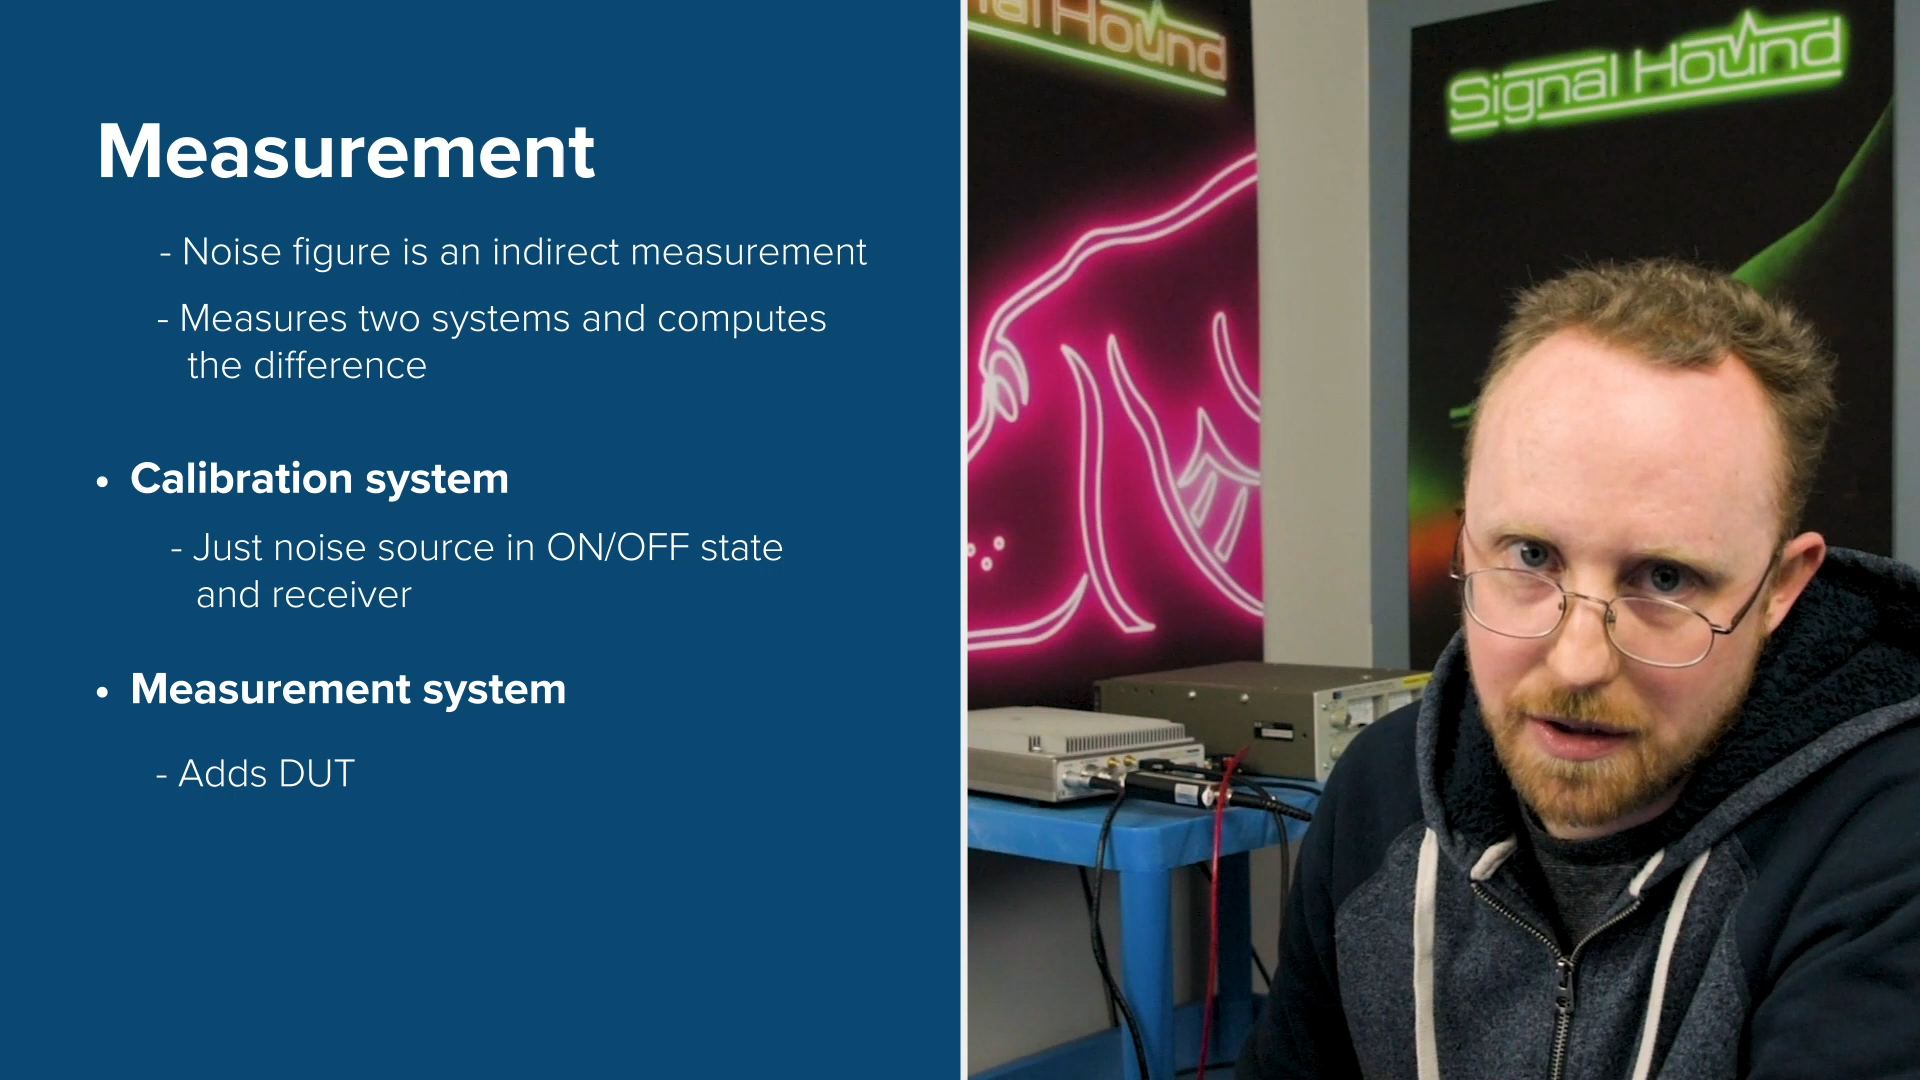 Measurement
- Noise figure is an indirect measurement
- Measures two systems and computes
the difference
• Calibration system
- Just noise source in ON/OFF state
and receiver
• Measurement system
- Adds DUT
nal Hound
Signal Hound